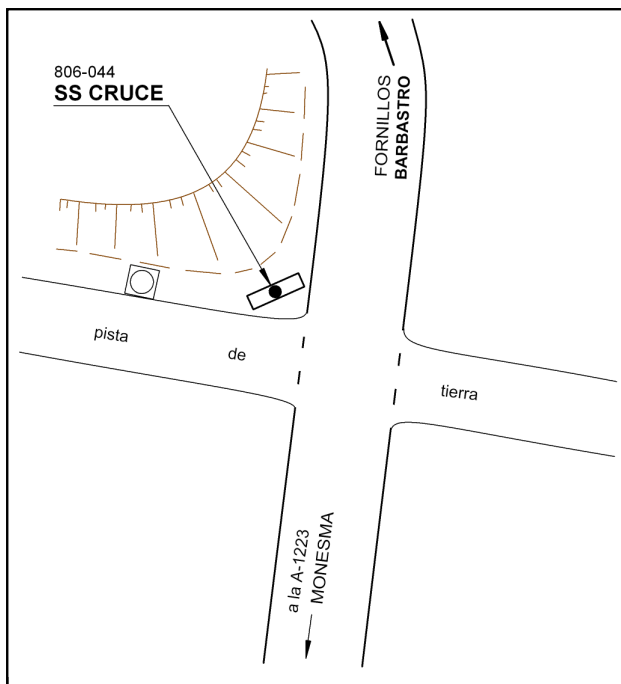 806-044
SS CRUCE
FORNILLOS
BARBASTRO
pista de tierra
a la A-1223
MONESMA